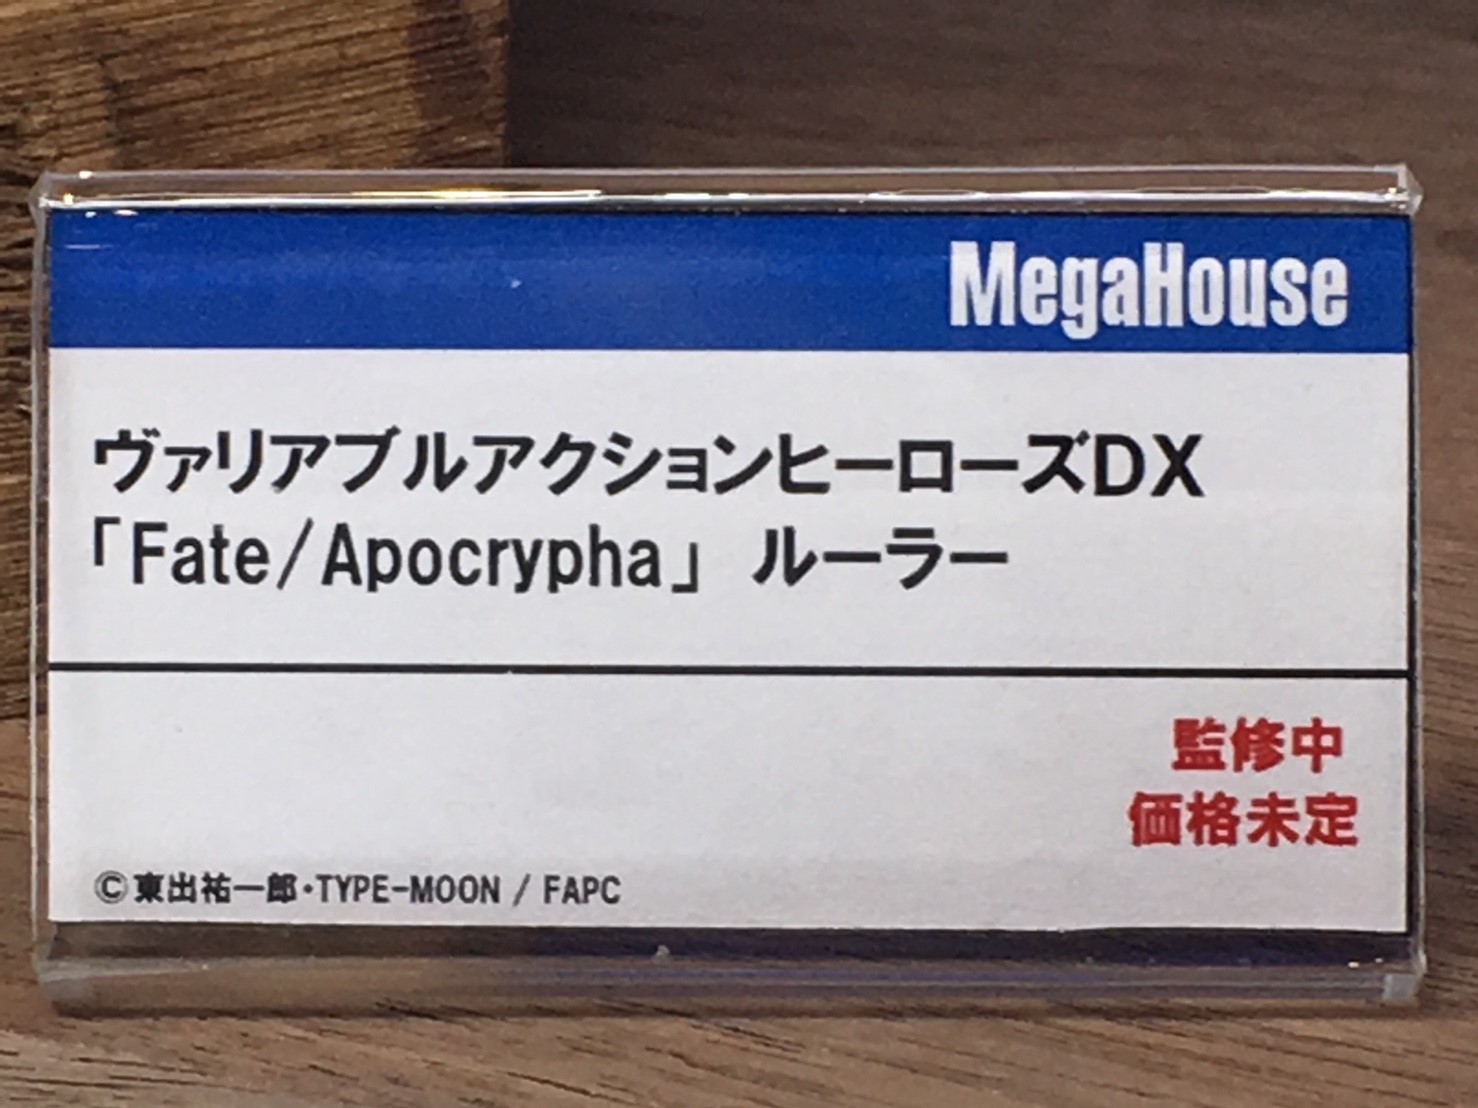 MegaHouse
ヴァリアブルアクションヒーローズDX
「Fate/Apocrypha」 ルーラー
監修中
価格未定
©東出祐一郎・TYPE-MOON / FAPC